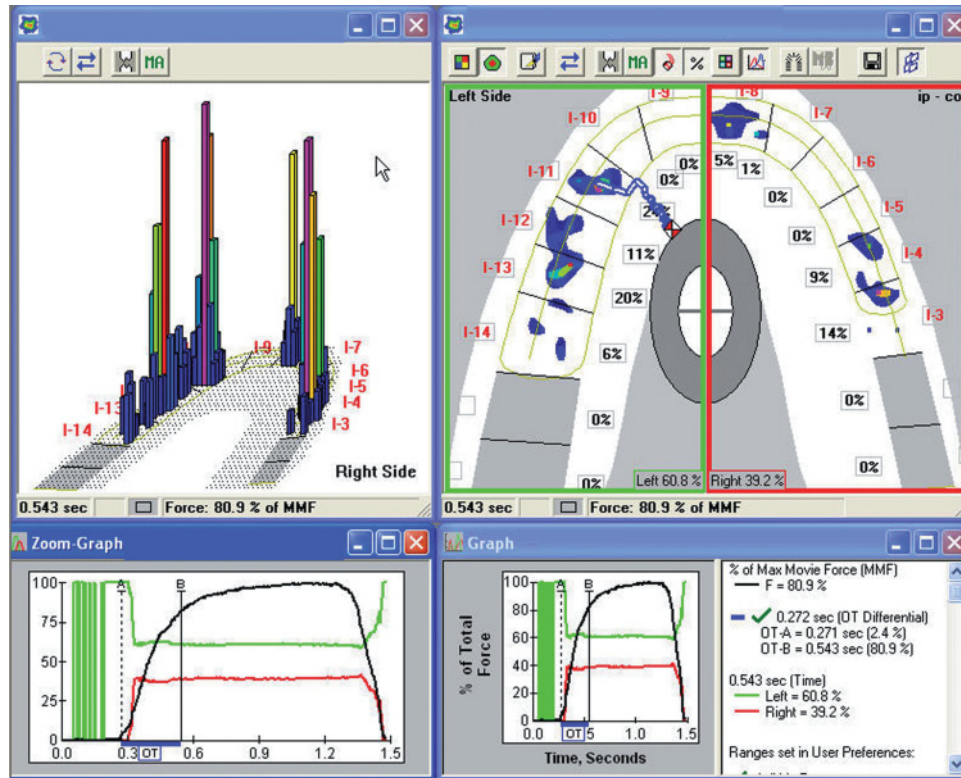 MA
I-9
I-7
I-6
I-5
I-4
I-13
I-3
I-14
Right Side
0.543 sec
Force: 80.9 % of MMF
MA
%
Left Side
I-9
I-8
ip - co
I-10
I-7
I-11
0%
5%
1%
I-6
0%
0%
I-12
24%
I-5
0%
I-13
11%
I-4
9%
20%
I-3
I-14
14%
6%
0%
0%
0%
0%
Left 60.8 %
Right 39.2 %
0.543 sec
Force: 80.9 % of MMF
Zoom-Graph
100
A
B
75
50
25
0
0.0
0.3
OT
0.6
0.9
1.2
1.5
Graph
% of Total
Force
100
A
B
80
60
40
20
0
0.0
OT
.5
1.0
1.5
Time, Seconds
% of Max Movie Force (MMF)
F = 80.9 %
0.272 sec (OT Differential)
OT-A = 0.271 sec (2.4 %)
OT-B = 0.543 sec (80.9 %)
0.543 sec (Time)
Left = 60.8 %
Right = 39.2 %
Ranges set in User Preferences: